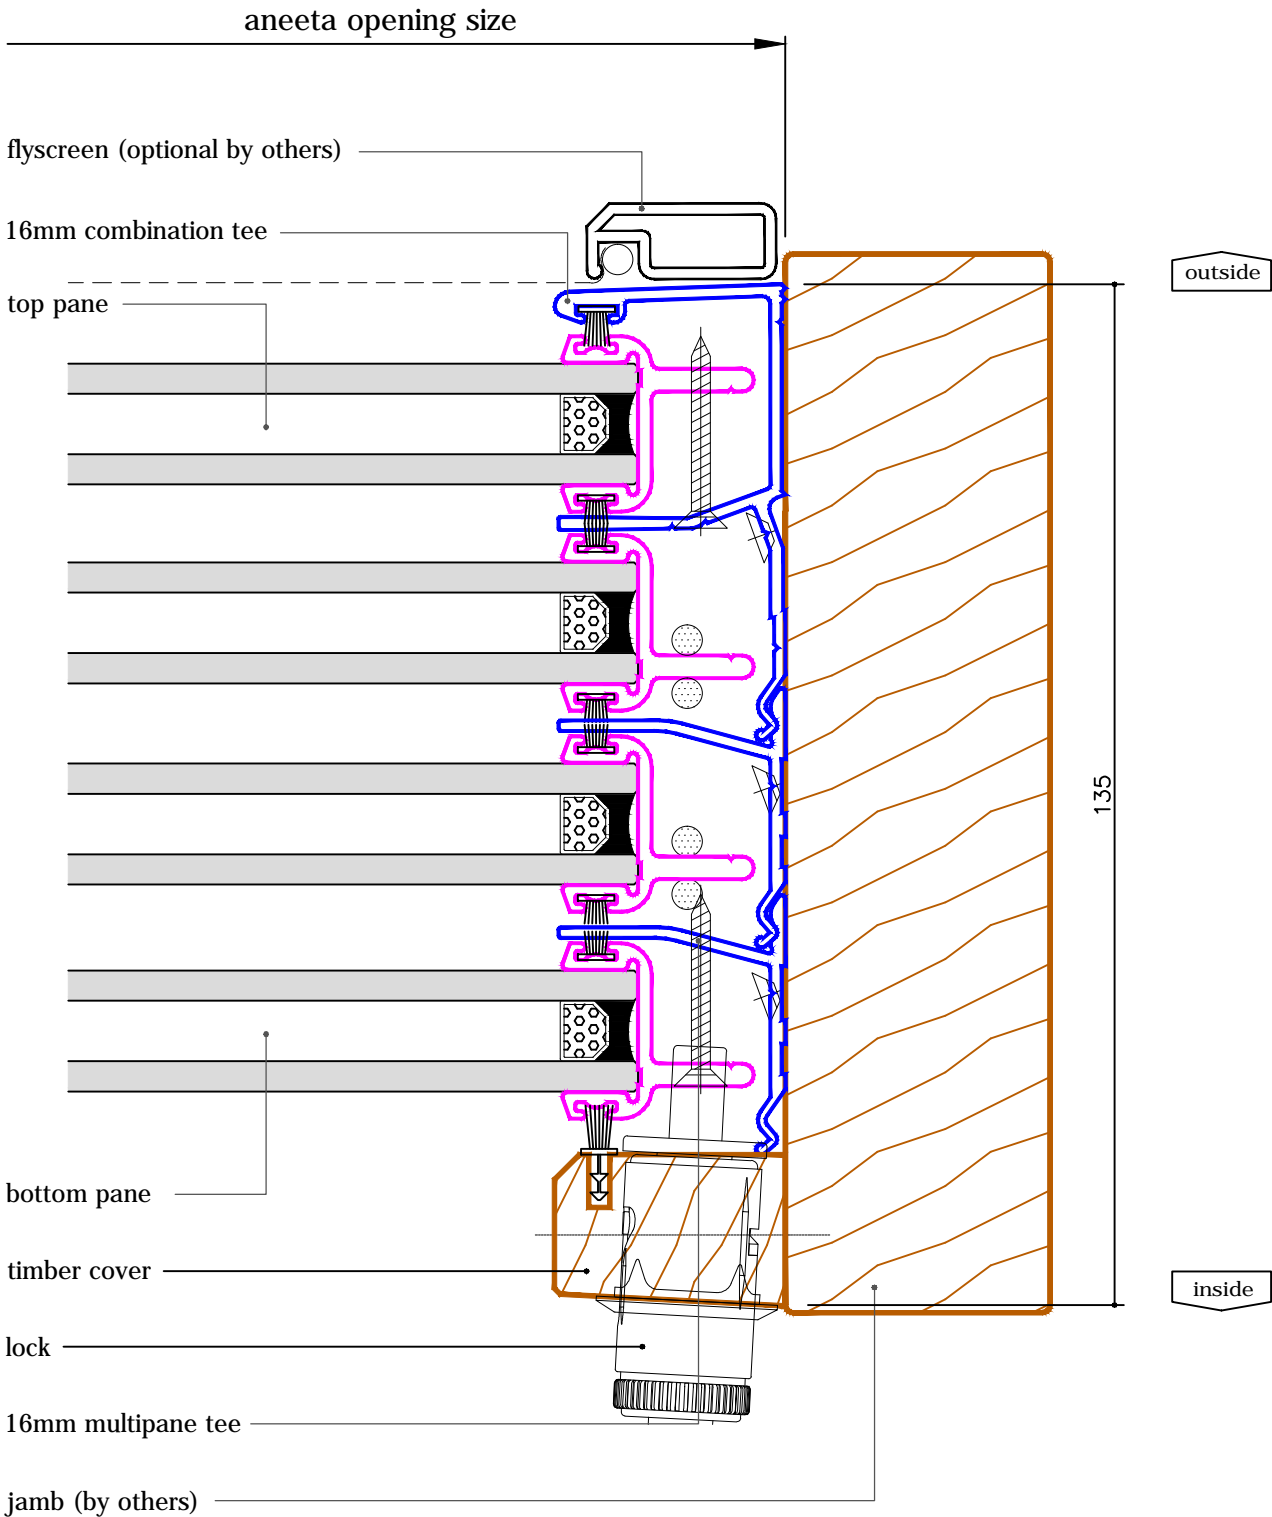 aneeta opening size
flyscreen (optional by others)
16mm combination tee
outside
top pane
135
bottom pane
timber cover
inside
lock
16mm multipane tee
jamb (by others)